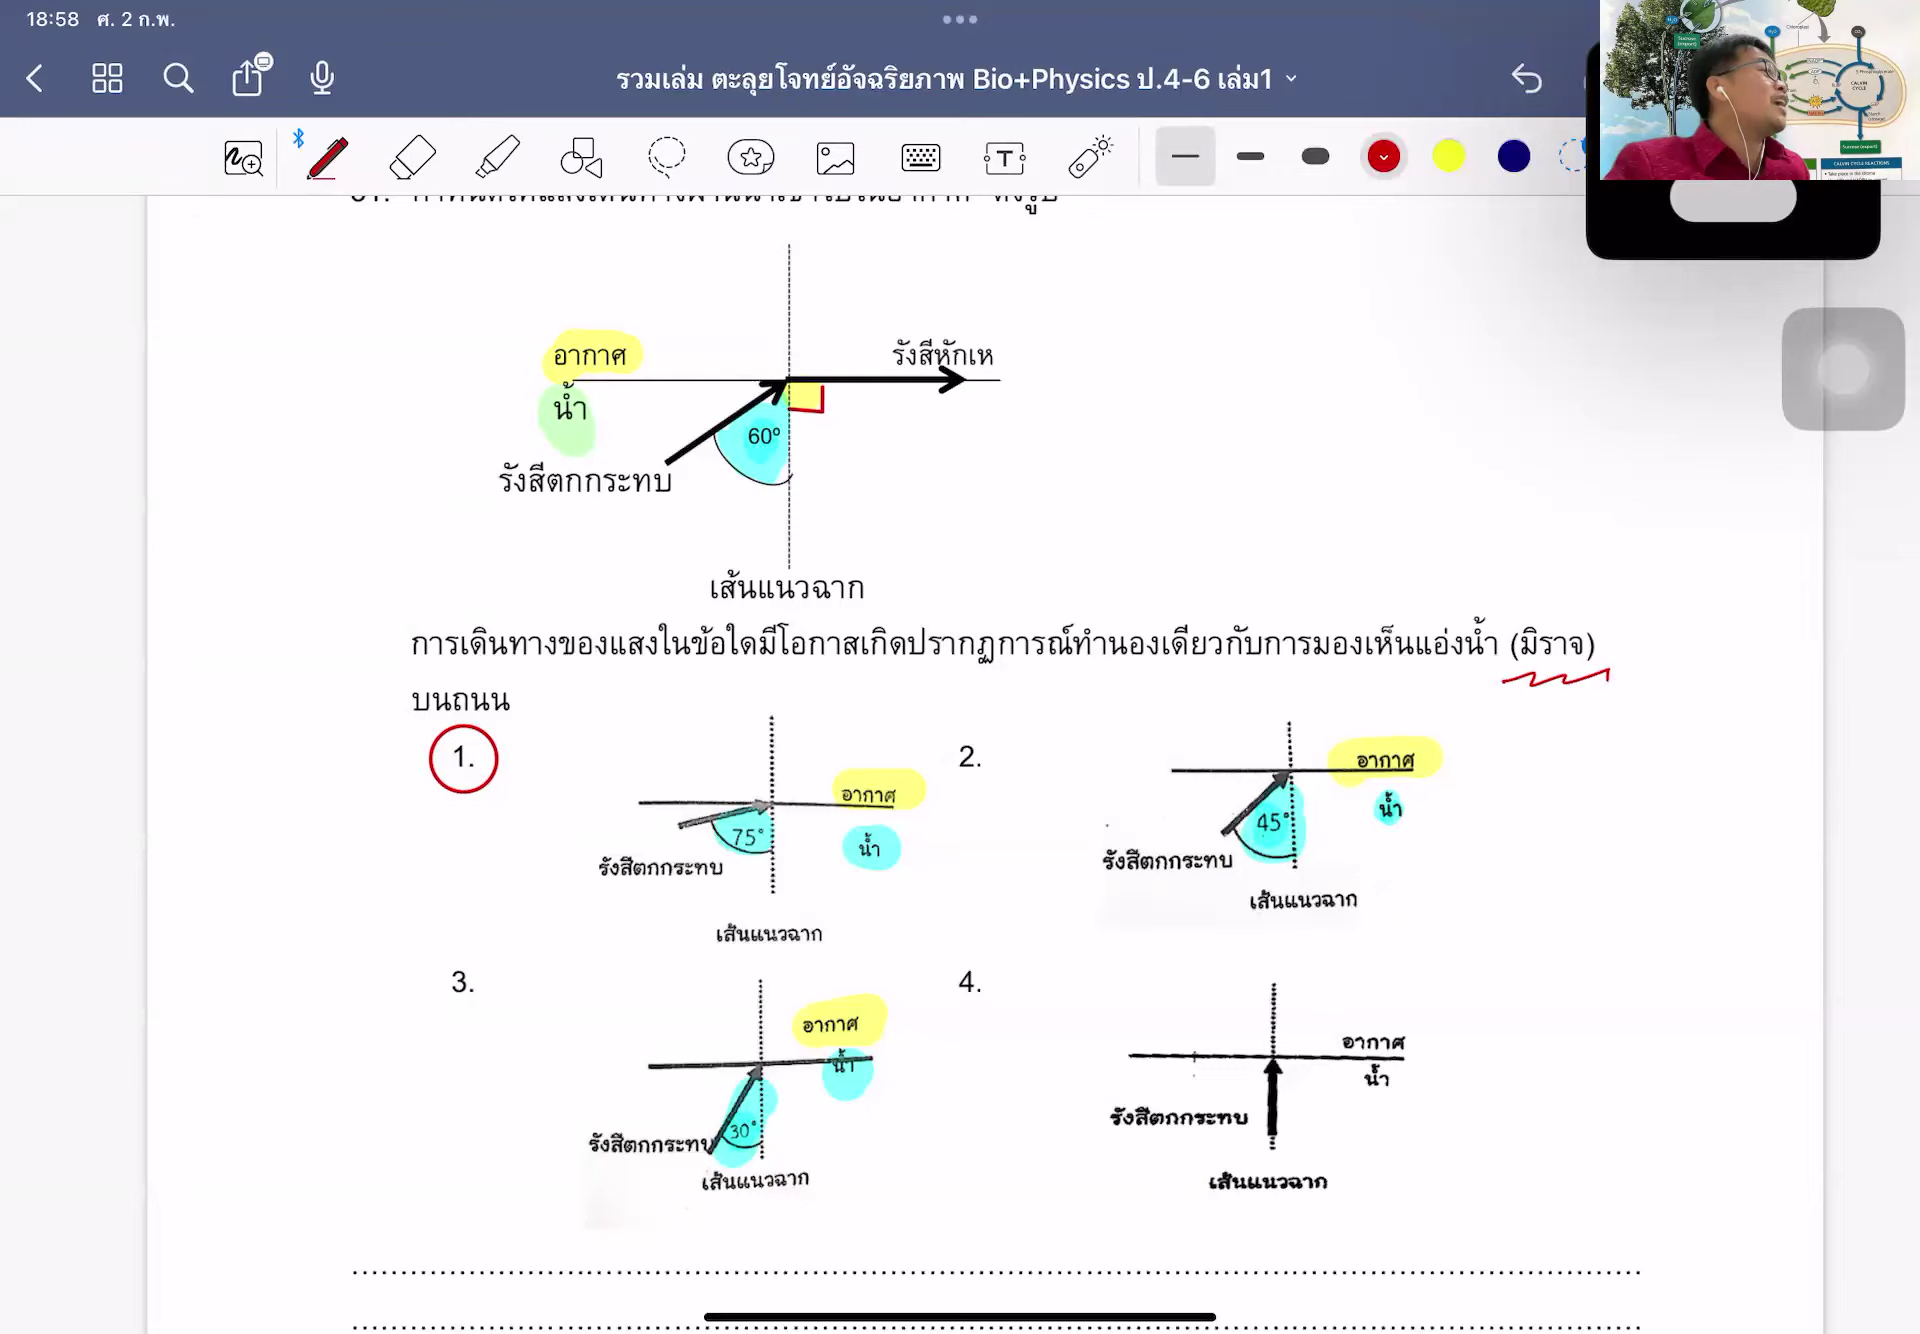 18:58 ศ. 2 ก.พ.
รวมเล่ม ตะลุยโจทย์อัจฉริยภาพ Bio+Physics ป.4-6 เล่ม1
T
อากาศ
รังสีหักเห
น้ำ
60º
รังสีตกกระทบ
เส้นแนวฉาก
การเดินทางของแสงในข้อใดมีโอกาสเกิดปรากฏการณ์ทำนองเดียวกับการมองเห็นแอ่งน้ำ (มิราจ)
บนถนน
1.
อากาศ
75°
น้ำ
รังสีตกกระทบ
เส้นแนวฉาก
2.
อากาศ
น้ำ
45°
รังสีตกกระทบ
เส้นแนวฉาก
3.
อากาศ
น้ำ
30°
รังสีตกกระทบ
เส้นแนวฉาก
4.
อากาศ
น้ำ
รังสีตกกระทบ
เส้นแนวฉาก
CALVIN
CYCLE
Sucrose (export)
CALVIN CYCLE REACTIONS